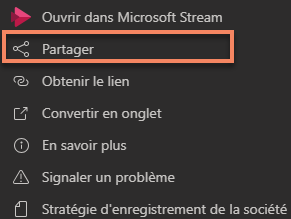 Ouvrir dans Microsoft Stream
Partager
Obtenir le lien
Convertir en onglet
En savoir plus
Signaler un problème
Stratégie d'enregistrement de la société